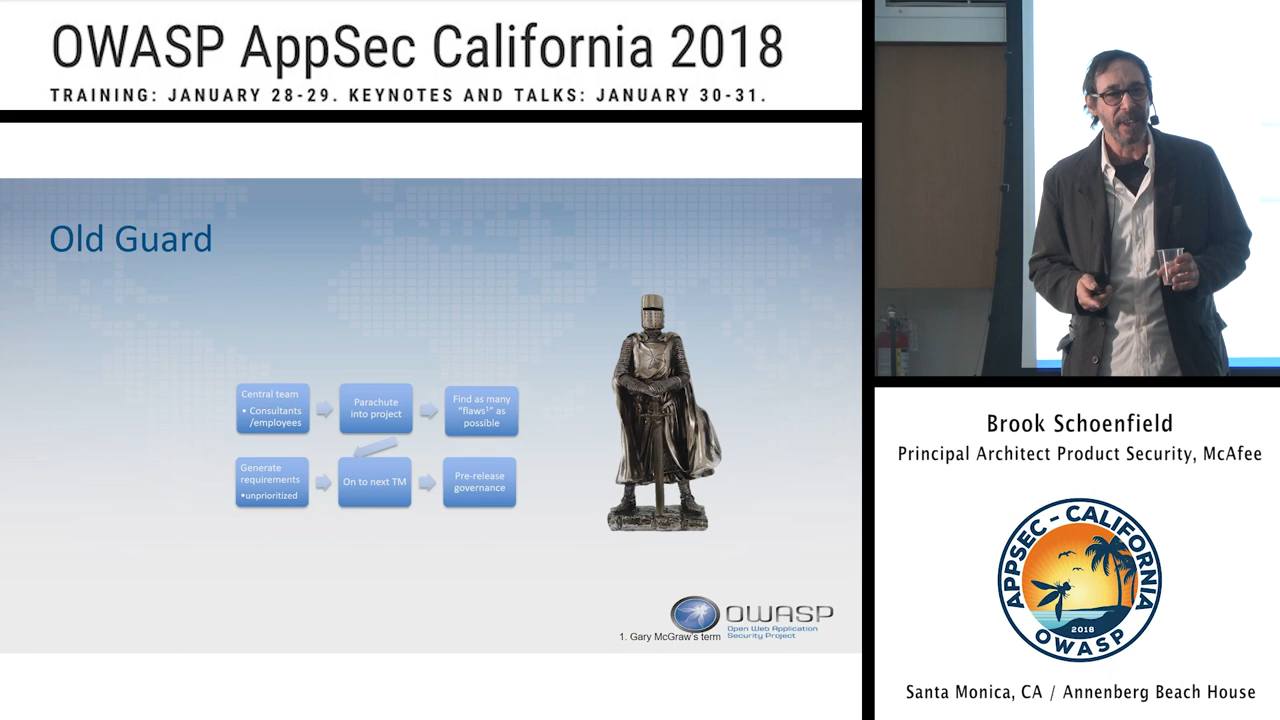 OWASP AppSec California 2018
TRAINING: JANUARY 28-29. KEYNOTES AND TALKS: JANUARY 30-31.
Old Guard
Central team
• Consultants
/employees
Parachute
into project
Find as many
"flaws¹" as
possible
Generate
requirements
•unprioritized
On to next TM
Pre-release
governance
OWASP
Open Web Application
Security Project
1. Gary McGraw's term
Brook Schoenfield
Principal Architect Product Security, McAfee
APPSEC - CALIFORNIA
2018
OWASP
Santa Monica, CA / Annenberg Beach House